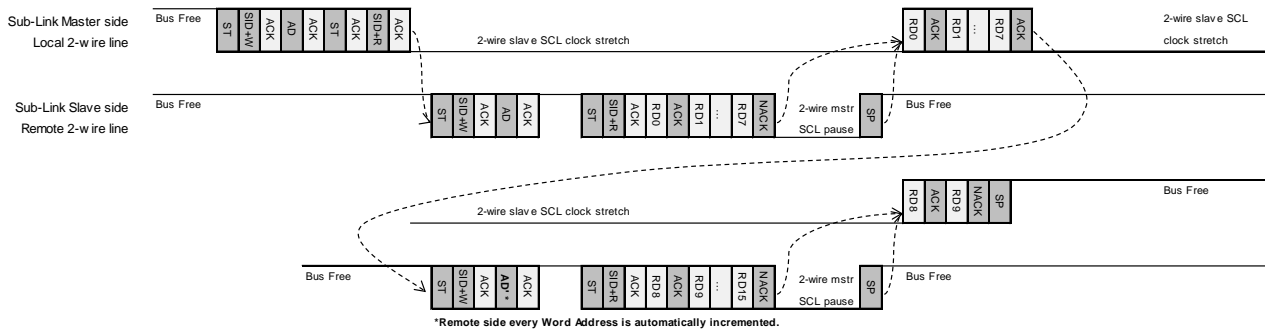 Sub-Link Master side
Local 2-wire line
Bus Free
ST SID+W ACK AD ACK ST ACK SID+R ACK
2-wire slave SCL clock stretch
RD0 ACK RD1 ... RD7 ACK
2-wire slave SCL
clock stretch
Sub-Link Slave side
Remote 2-wire line
Bus Free
ST SID+W ACK AD ACK
ST SID+R ACK RD0 ACK RD1 ... RD7 NACK
2-wire mstr
SCL pause
SP
Bus Free
2-wire slave SCL clock stretch
RD8 ACK RD9 NACK SP
Bus Free
Bus Free
ST SID+W ACK AD'* ACK
ST SID+R ACK RD8 ACK RD9 ... RD15 NACK
2-wire mstr
SCL pause
SP
Bus Free
*Remote side every Word Address is automatically incremented.